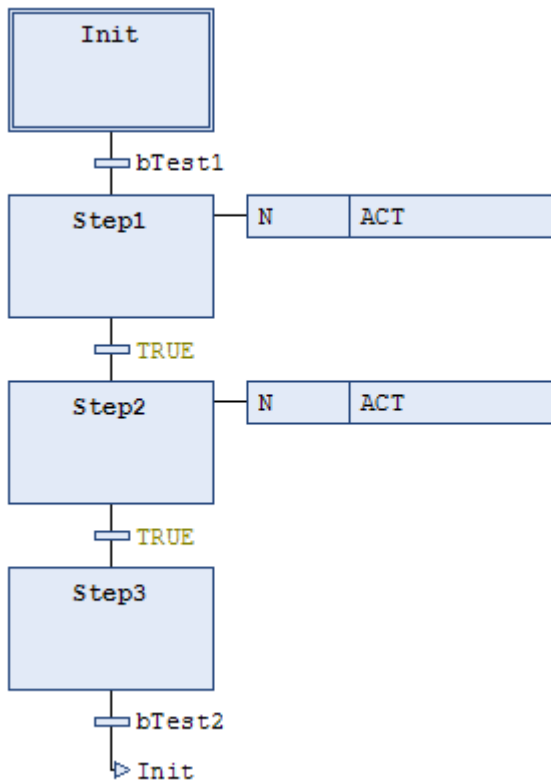 Init
bTest1
Step1 N ACT
TRUE
Step2 N ACT
TRUE
Step3
bTest2
Init